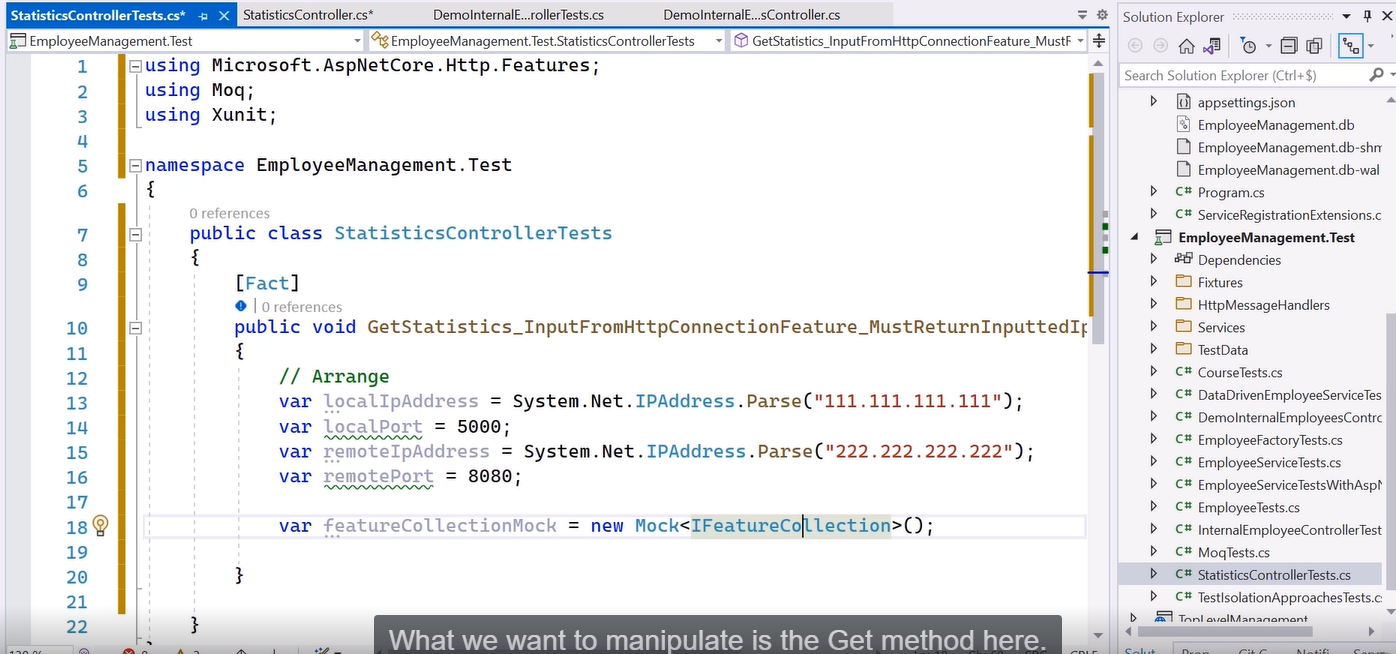 StatisticsControllerTests.cs* StatisticsController.cs* DemoInternalE...rollerTests.cs DemoInternalE...sController.cs
EmployeeManagement.Test EmployeeManagement.Test.StatisticsControllerTests GetStatistics_InputFromHttpConnectionFeature_MustR
1 using Microsoft.AspNetCore.Http.Features;
2 using Moq;
3 using Xunit;
4
5 namespace EmployeeManagement.Test
6 {
0 references
7 public class StatisticsControllerTests
8 {
9 [Fact]
0 references
10 public void GetStatistics_InputFromHttpConnectionFeature_MustReturnInputtedIp
11 {
12 // Arrange
13 var localIpAddress = System.Net.IPAddress.Parse("111.111.111.111");
14 var localPort = 5000;
15 var remoteIpAddress = System.Net.IPAddress.Parse("222.222.222.222");
16 var remotePort = 8080;
17
18 var featureCollectionMock = new Mock<IFeatureCollection>();
19
20 }
21
22 }
What we want to manipulate is the Get method here.
Solution Explorer
Search Solution Explorer (Ctrl+$)
appsettings.json
EmployeeManagement.db
EmployeeManagement.db-shm
EmployeeManagement.db-wal
C# Program.cs
C# ServiceRegistrationExtensions.c
EmployeeManagement.Test
Dependencies
Fixtures
HttpMessageHandlers
Services
TestData
C# CourseTests.cs
C# DataDrivenEmployeeServiceTes
C# DemoInternalEmployeesContro
C# EmployeeFactoryTests.cs
C# EmployeeServiceTests.cs
C# EmployeeServiceTestsWithAspN
C# EmployeeTests.cs
C# InternalEmployeeControllerTest
C# MoqTests.cs
C# StatisticsControllerTests.cs
C# TestIsolationApproachesTests.cs
TopLevelManagement